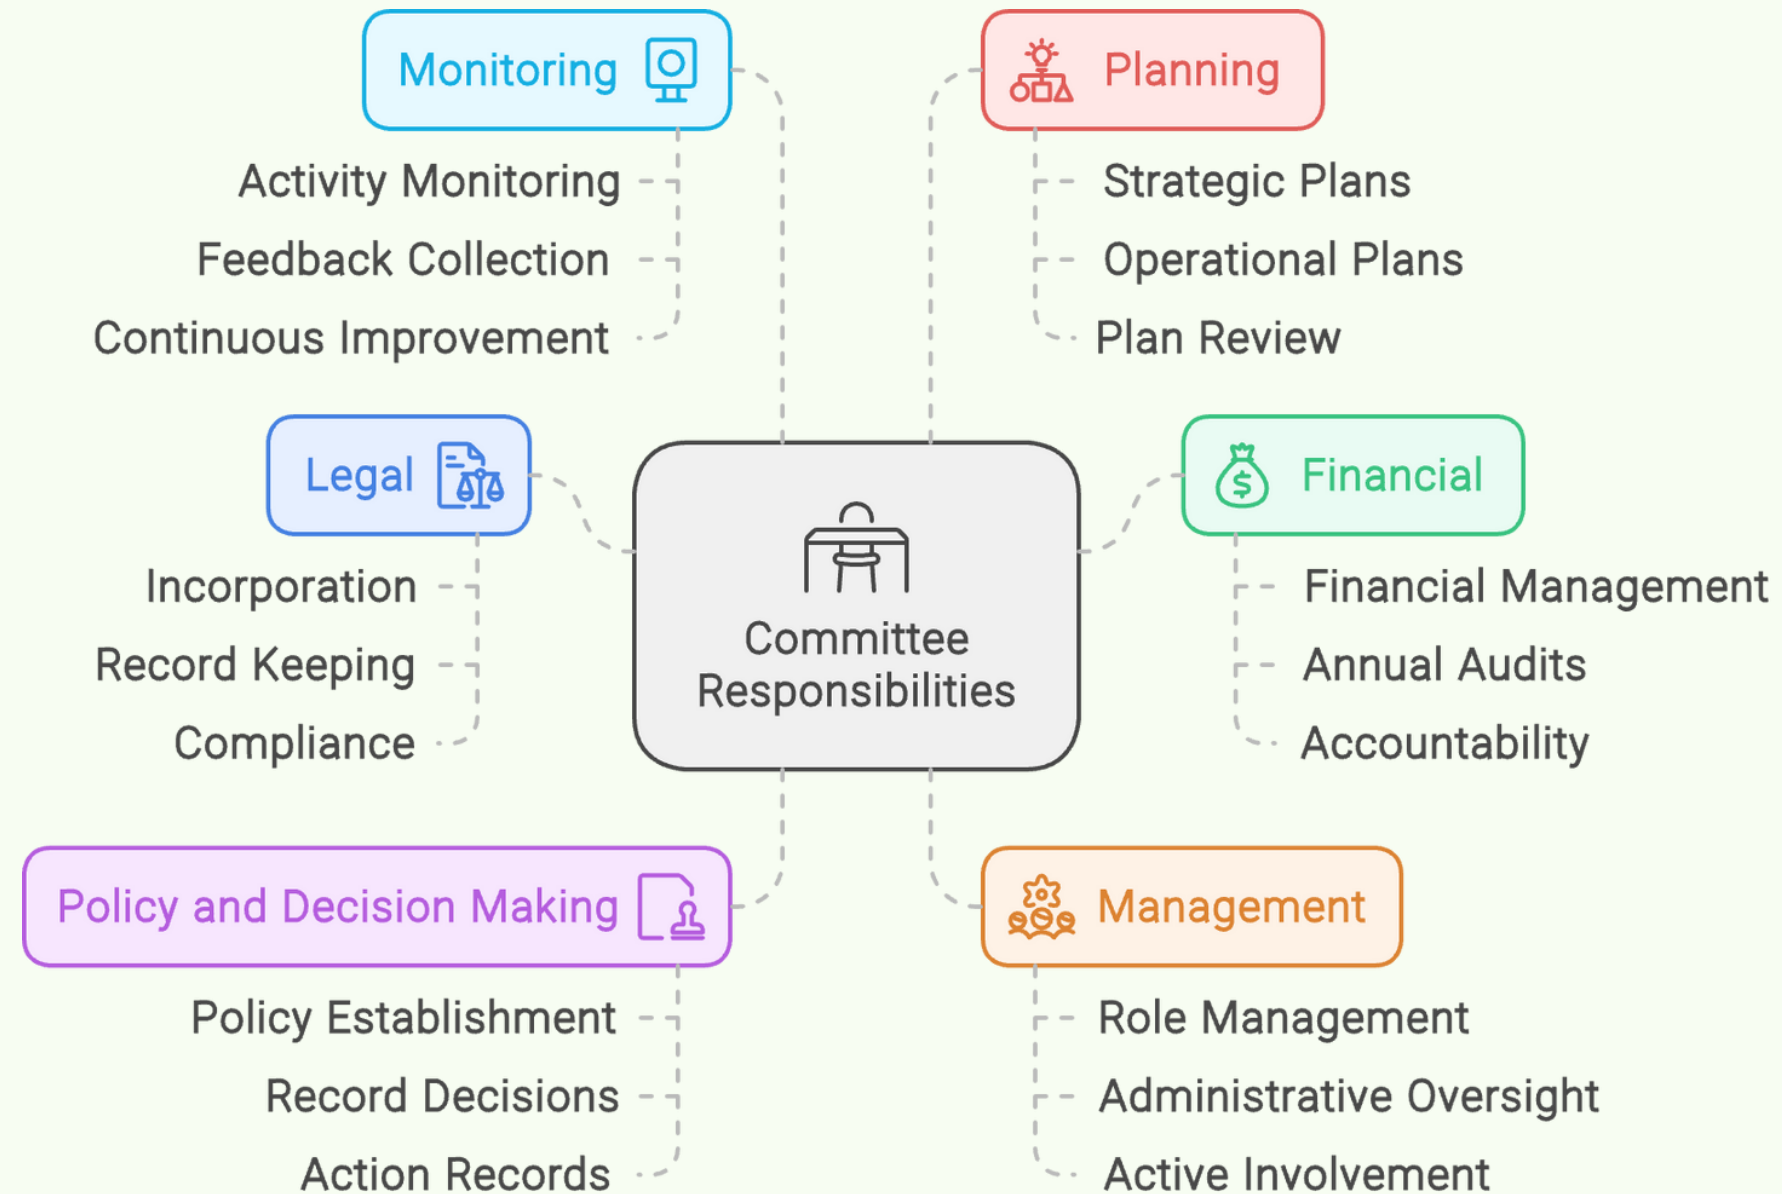 Monitoring
Activity Monitoring
Feedback Collection
Continuous Improvement
Planning
Strategic Plans
Operational Plans
Plan Review
Legal
Incorporation
Record Keeping
Compliance
Committee
Responsibilities
Financial
Financial Management
Annual Audits
Accountability
Policy and Decision Making
Policy Establishment
Record Decisions
Action Records
Management
Role Management
Administrative Oversight
Active Involvement